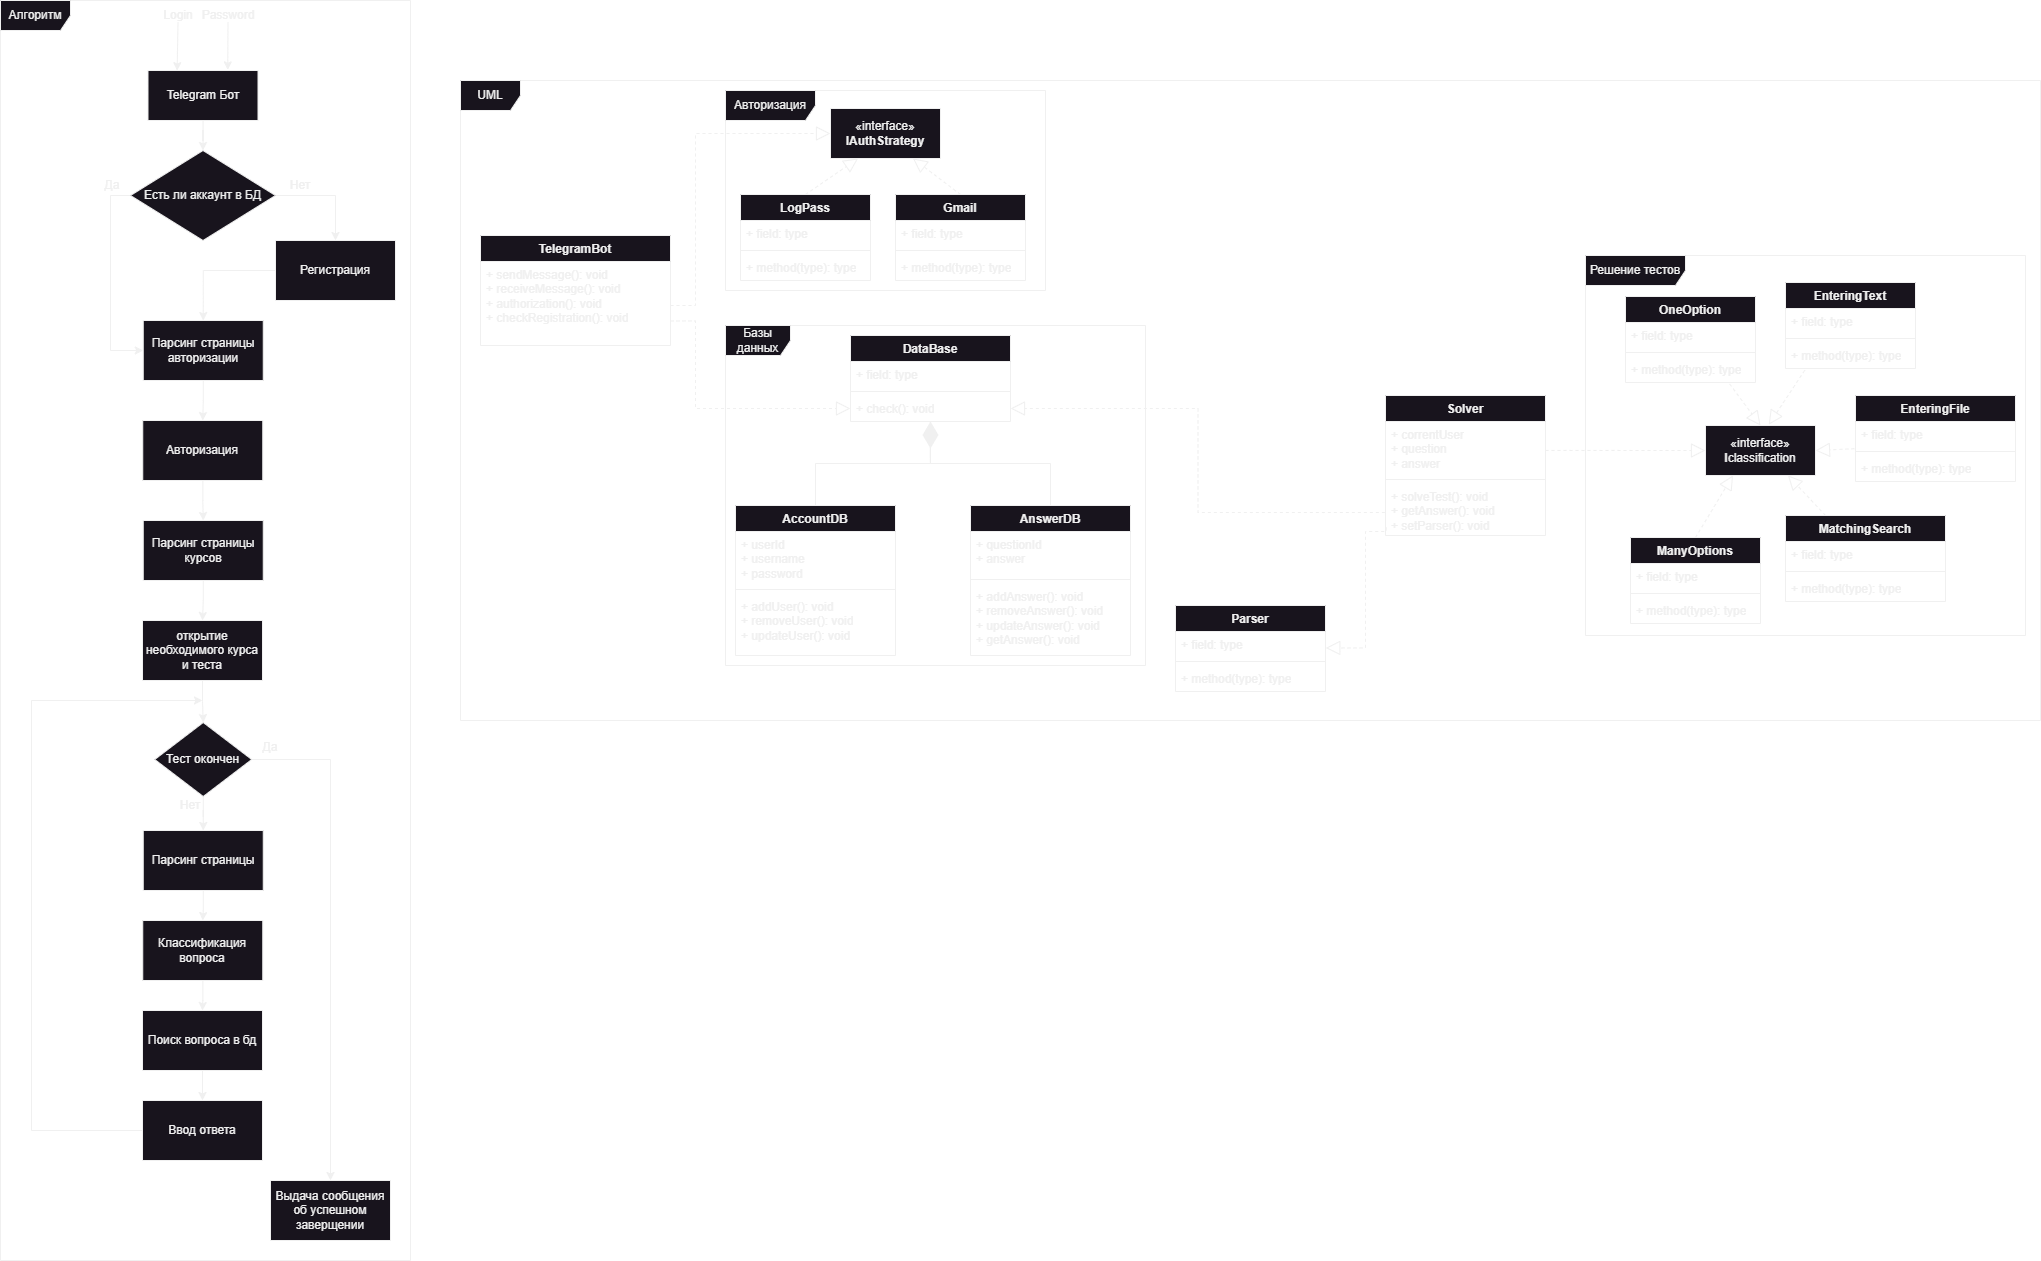 Алгоритм
Login
Password
Telegram Бот
Да
Есть ли аккаунт в БД
Нет
Регистрация
Парсинг страницы
авторизации
Авторизация
Парсинг страницы
курсов
открытие
необходимого курса
и теста
Тест окончен
Да
Нет
Парсинг страницы
Классификация
вопроса
Поиск вопроса в бд
Ввод ответа
Выдача сообщения
об успешном
заверщении
UML
TelegramBot
+ sendMessage(): void
+ receiveMessage(): void
+ authorization(): void
+ checkRegistration(): void
Авторизация
«interface»
IAuthStrategy
LogPass
+ field: type
+ method(type): type
Gmail
+ field: type
+ method(type): type
Базы
данных
DataBase
+ field: type
+ check(): void
AccountDB
+ userId
+ username
+ password
+ addUser(): void
+ removeUser(): void
+ updateUser(): void
AnswerDB
+ questionId
+ answer
+ addAnswer(): void
+ removeAnswer(): void
+ updateAnswer(): void
+ getAnswer(): void
Parser
+ field: type
+ method(type): type
Solver
+ correntUser
+ question
+ answer
+ solveTest(): void
+ getAnswer(): void
+ setParser(): void
Решение тестов
OneOption
+ field: type
+ method(type): type
EnteringText
+ field: type
+ method(type): type
EnteringFile
+ field: type
+ method(type): type
«interface»
Iclassification
ManyOptions
+ field: type
+ method(type): type
MatchingSearch
+ field: type
+ method(type): type